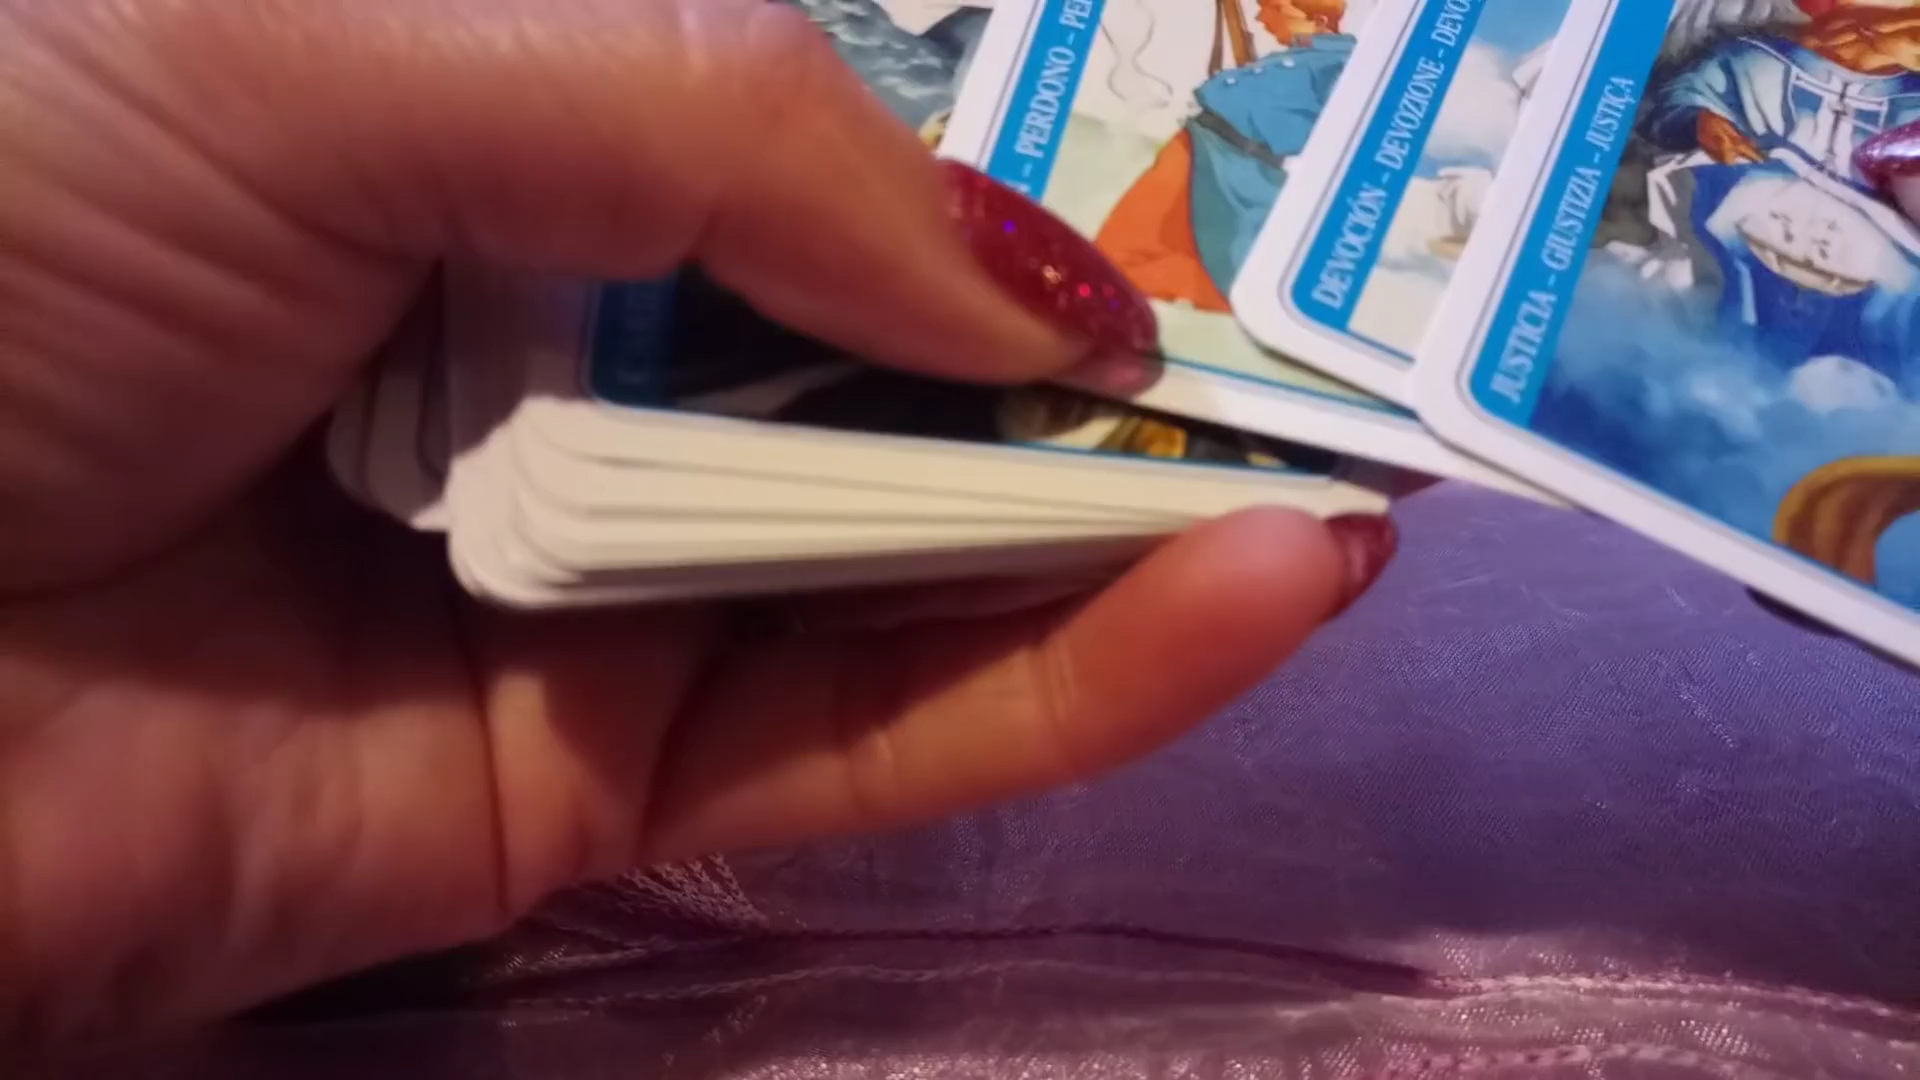 – PERDONO – PER
DEVOCIÓN – DEVOZIONE – DEVO
JUSTICIA – GIUSTIZIA – JUSTIÇA